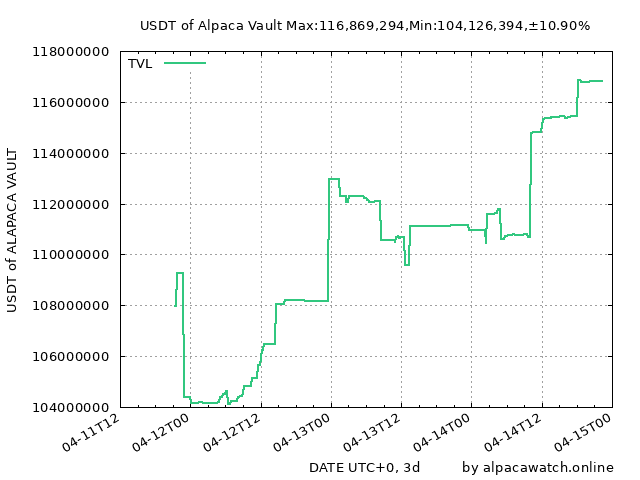 USDT of Alpaca Vault Max:116,869,294,Min:104,126,394,±10.90%
118000000
TVL
116000000
114000000
112000000
110000000
108000000
106000000
104000000
USDT of ALAPACA VAULT
04-11T12
04-12T00
04-12T12
04-13T00
04-13T12
04-14T00
04-14T12
04-15T00
DATE UTC+0, 3d
by alpacawatch.online